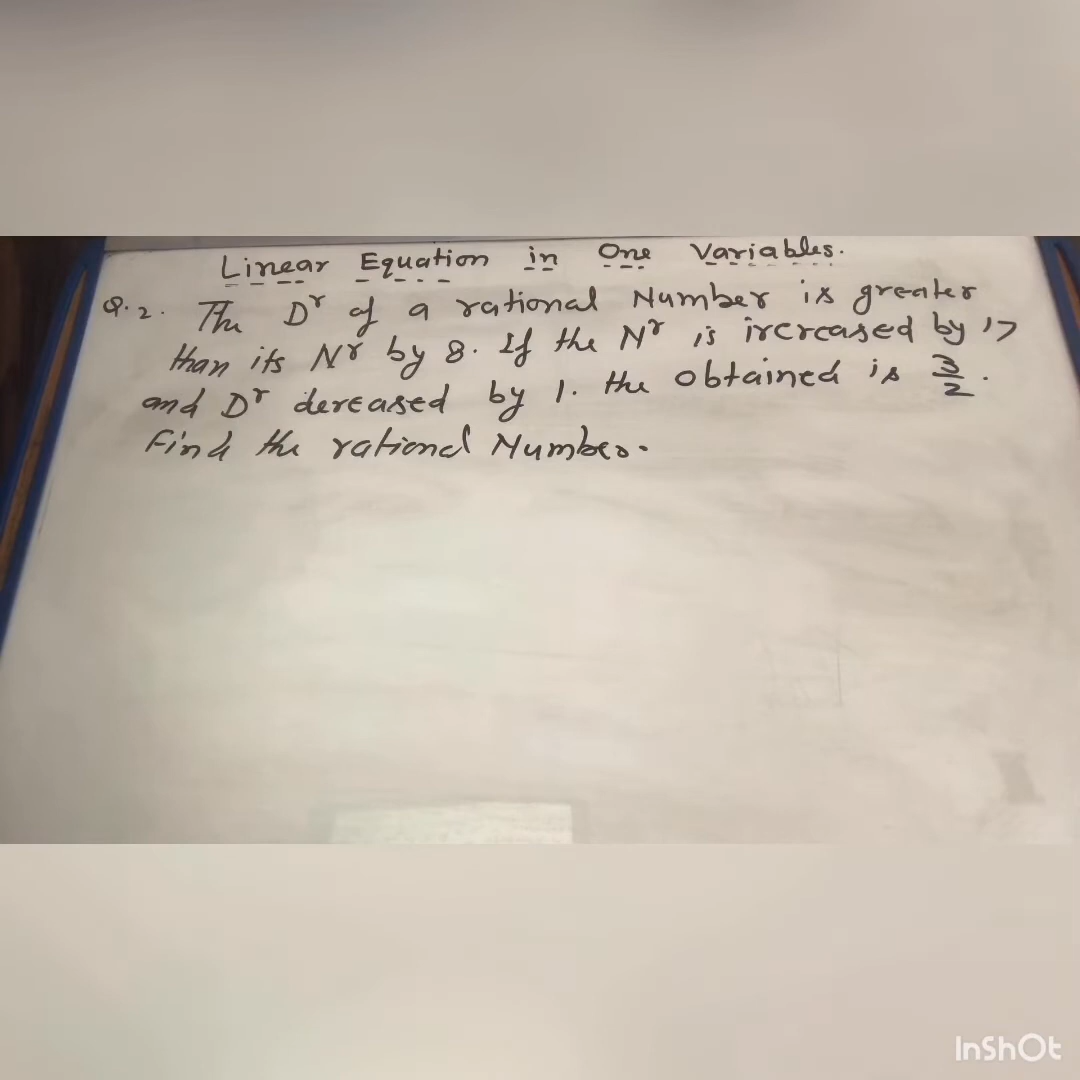 Linear Equation in One Variables.
Q.2. The Dʳ of a rational Number is greater
than its Nʳ by 8. If the Nʳ is increased by 17
and Dʳ dereased by 1. the obtained is 3/2.
Find the rational Number.
InShOt